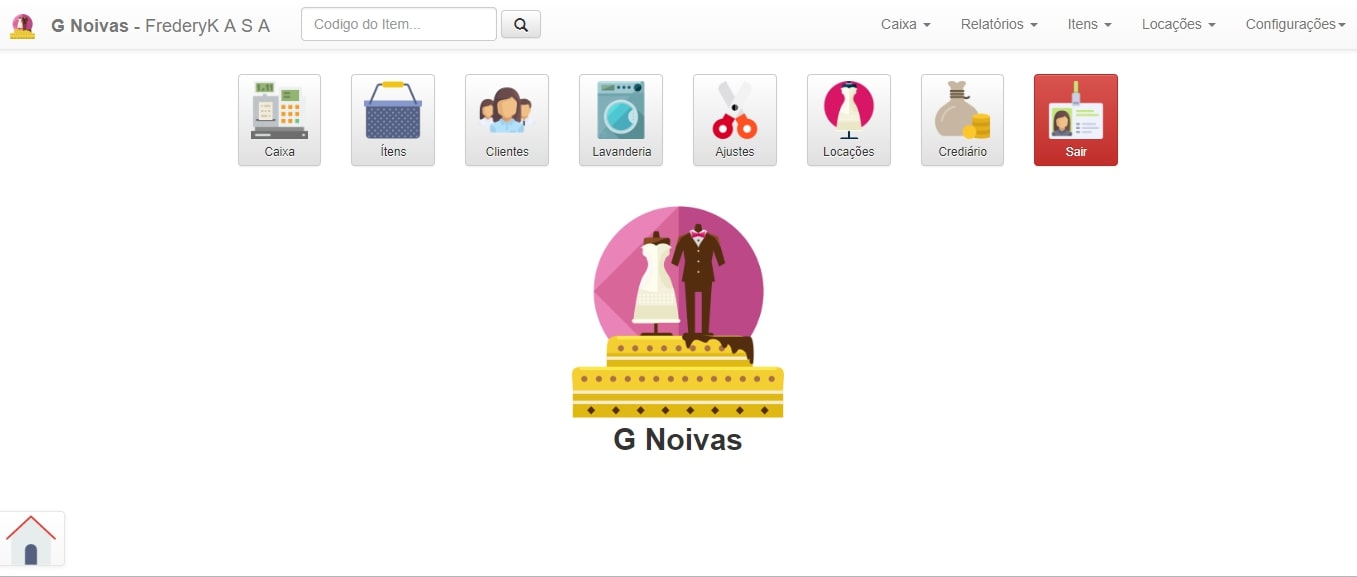 G Noivas - FrederyK A S A
Codigo do Item...
Caixa
Relatórios
Itens
Locações
Configurações
Caixa
Ítens
Clientes
Lavanderia
Ajustes
Locações
Crediário
Sair
G Noivas